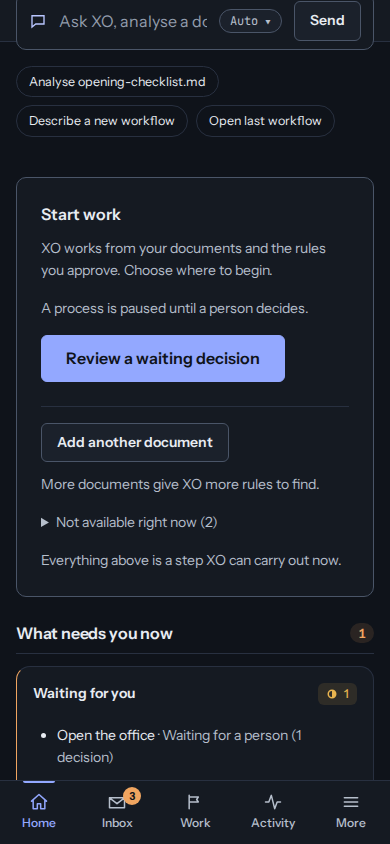 Ask XO, analyse a do
Auto ▾
Send
Analyse opening-checklist.md
Describe a new workflow
Open last workflow
Start work
XO works from your documents and the rules
you approve. Choose where to begin.
A process is paused until a person decides.
Review a waiting decision
Add another document
More documents give XO more rules to find.
▶ Not available right now (2)
Everything above is a step XO can carry out now.
What needs you now
1
Waiting for you
1
• Open the office · Waiting for a person (1
decision)
3
Home
Inbox
Work
Activity
More